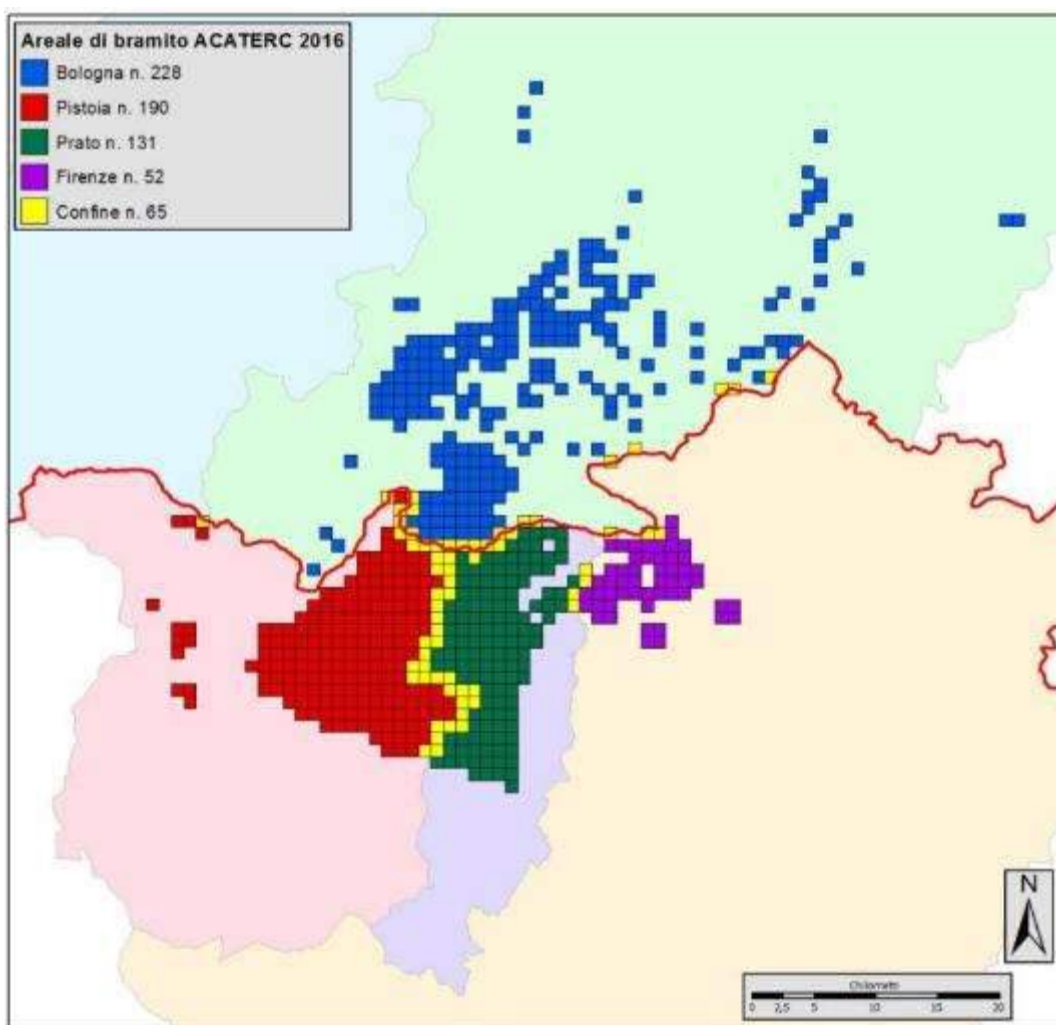 Areale di bramito ACATERC 2016
Bologna n. 228
Pistoia n. 190
Prato n. 131
Firenze n. 52
Confine n. 65
N
Chilometri
0 2,5 5 10 15 20